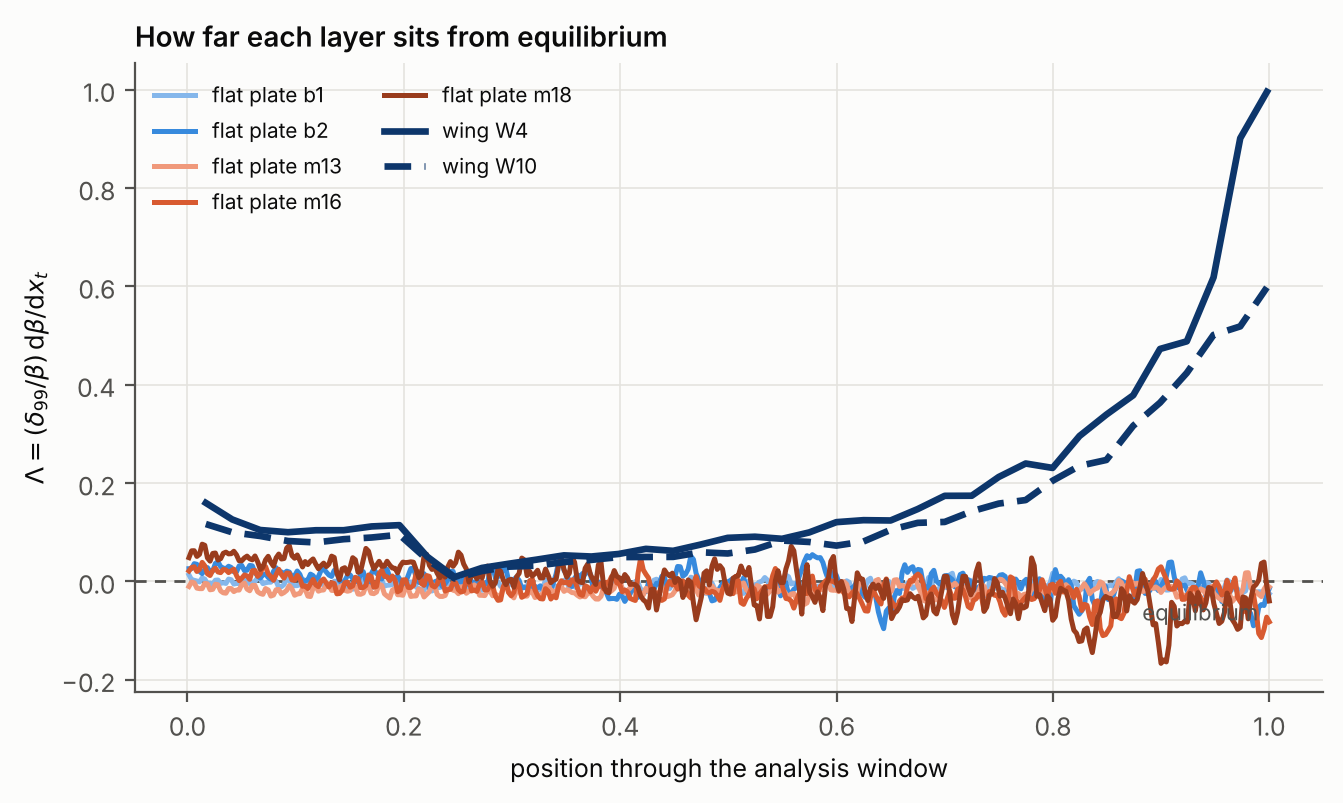 How far each layer sits from equilibrium
flat plate b1
flat plate b2
flat plate m13
flat plate m16
flat plate m18
wing W4
wing W10
Λ = (δ₉₉/β) dβ/dxₜ
1.0
0.8
0.6
0.4
0.2
0.0
−0.2
equilibrium
0.0 0.2 0.4 0.6 0.8 1.0
position through the analysis window